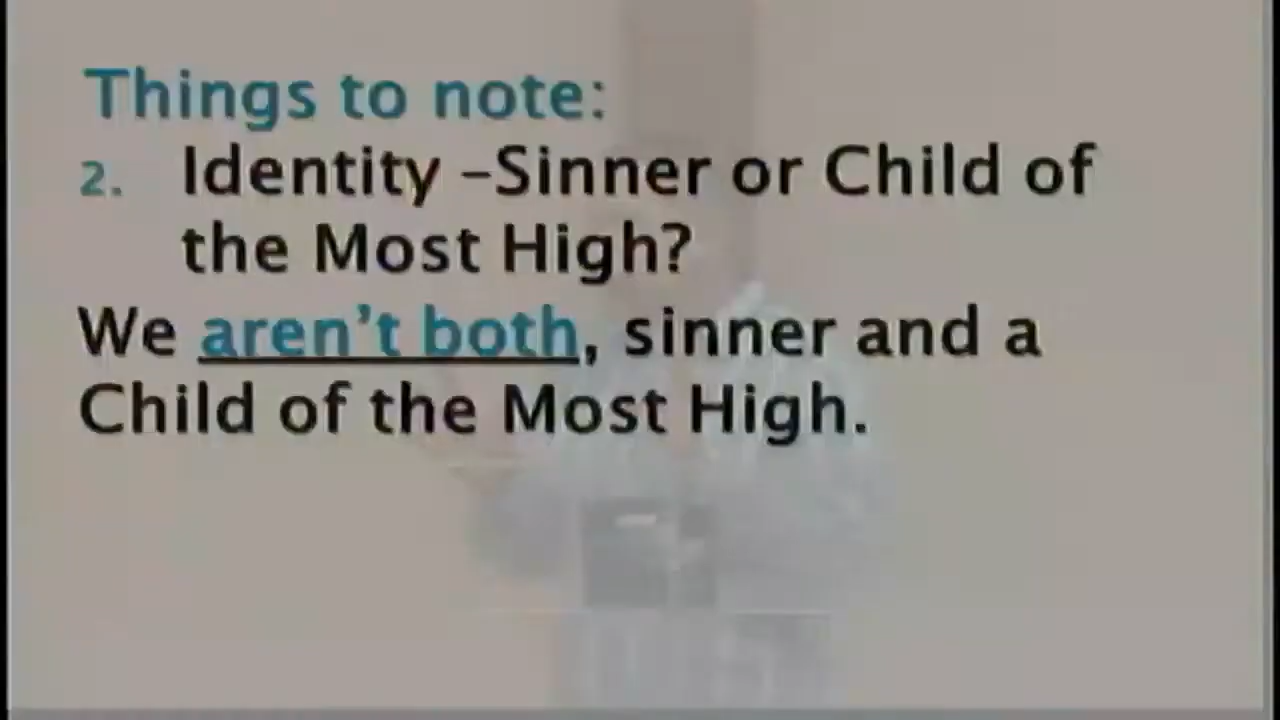 Things to note:
2. Identity –Sinner or Child of
the Most High?
We aren't both, sinner and a
Child of the Most High.